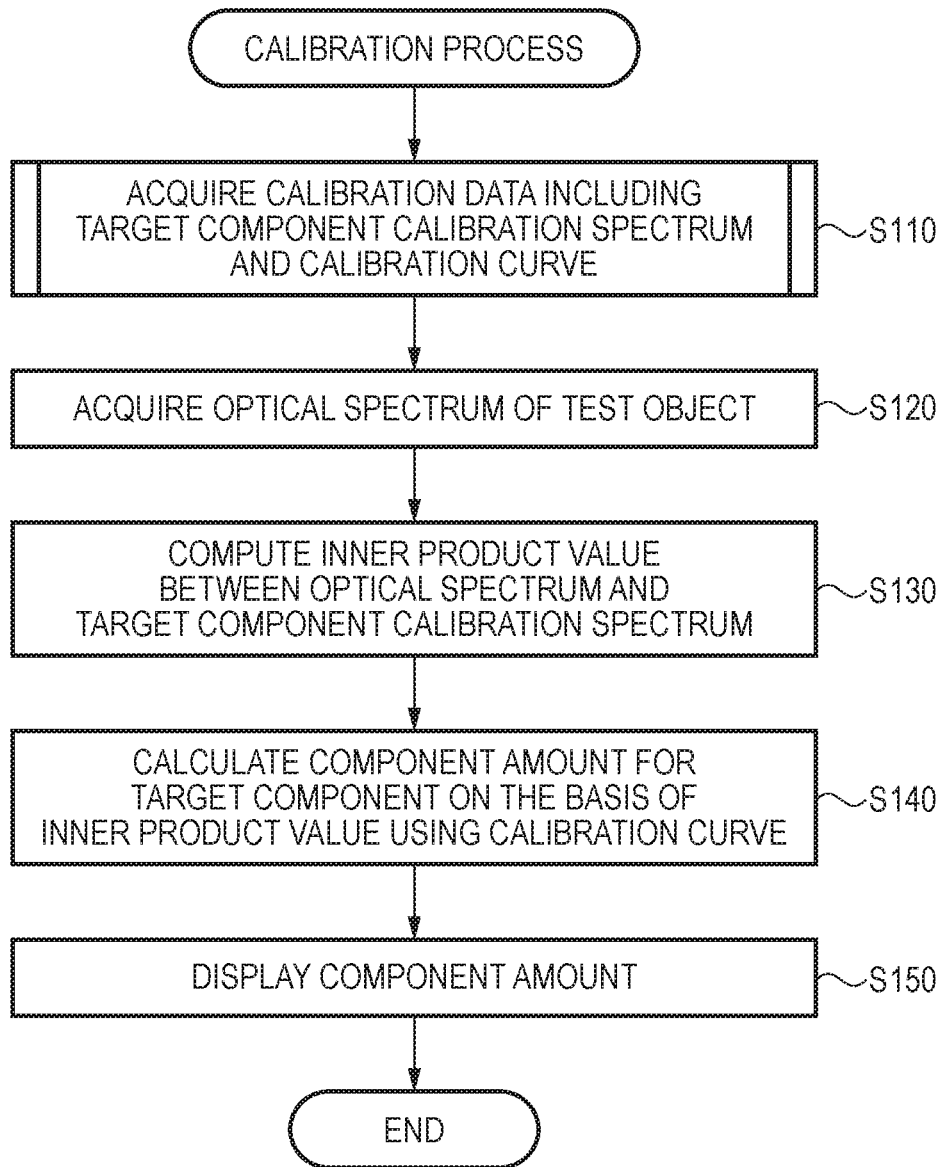 CALIBRATION PROCESS
ACQUIRE CALIBRATION DATA INCLUDING
TARGET COMPONENT CALIBRATION SPECTRUM
AND CALIBRATION CURVE
S110
ACQUIRE OPTICAL SPECTRUM OF TEST OBJECT
S120
COMPUTE INNER PRODUCT VALUE
BETWEEN OPTICAL SPECTRUM AND
TARGET COMPONENT CALIBRATION SPECTRUM
S130
CALCULATE COMPONENT AMOUNT FOR
TARGET COMPONENT ON THE BASIS OF
INNER PRODUCT VALUE USING CALIBRATION CURVE
S140
DISPLAY COMPONENT AMOUNT
S150
END